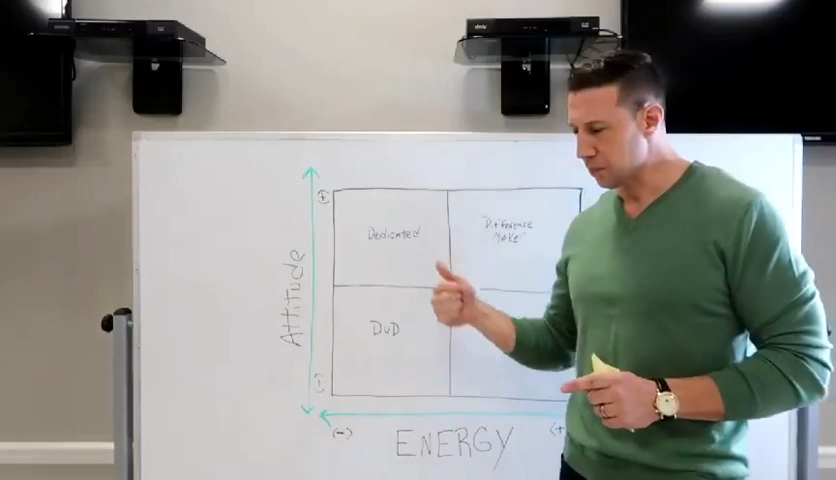 (+)
Dedicated
"Difference
Maker"
Attitude
DUD
(-)
(-)
ENERGY
(+